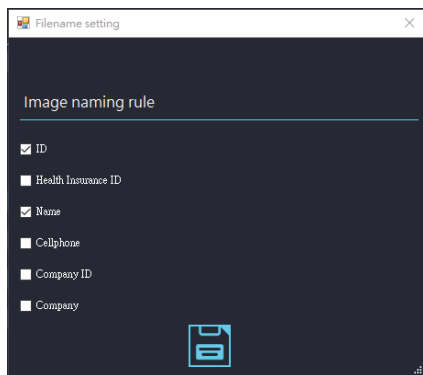 Filename setting
Image naming rule
ID
Health Insurance ID
Name
Cellphone
Company ID
Company